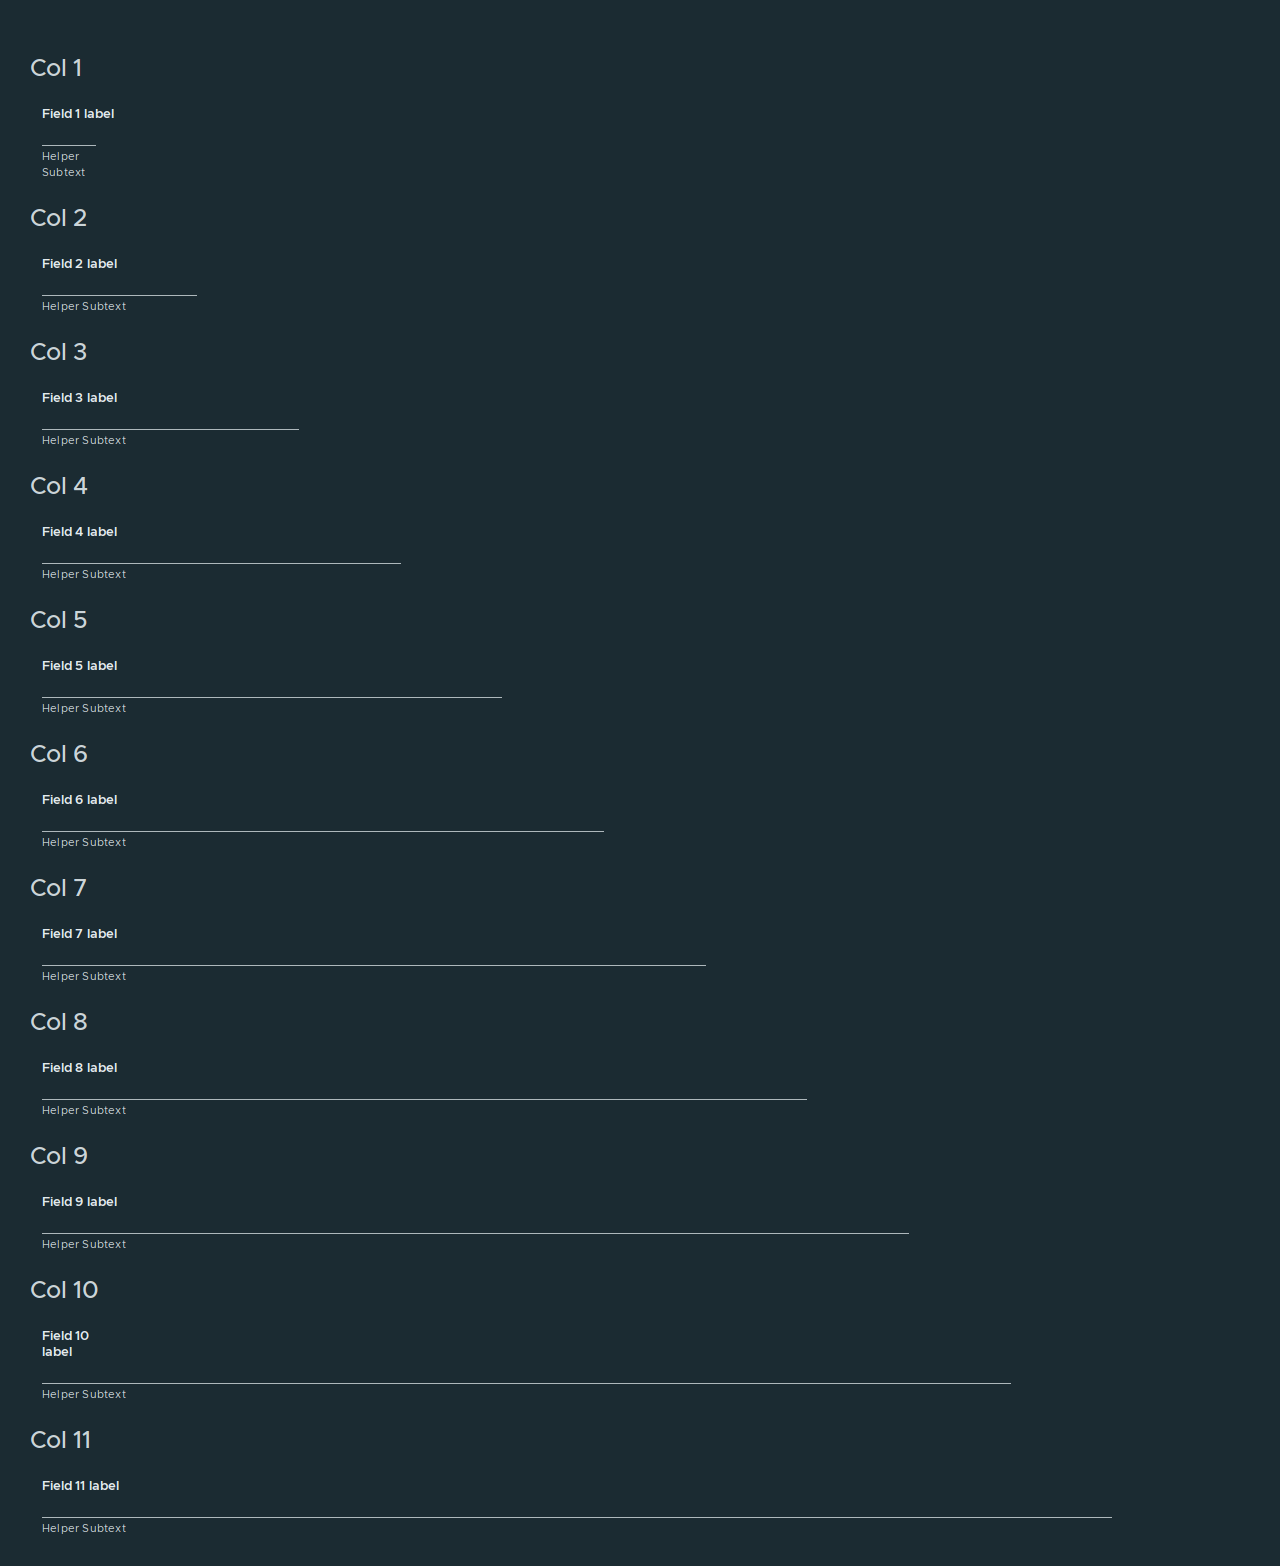 Col 1
Field 1 label
Helper
Subtext
Col 2
Field 2 label
Helper Subtext
Col 3
Field 3 label
Helper Subtext
Col 4
Field 4 label
Helper Subtext
Col 5
Field 5 label
Helper Subtext
Col 6
Field 6 label
Helper Subtext
Col 7
Field 7 label
Helper Subtext
Col 8
Field 8 label
Helper Subtext
Col 9
Field 9 label
Helper Subtext
Col 10
Field 10
label
Helper Subtext
Col 11
Field 11 label
Helper Subtext